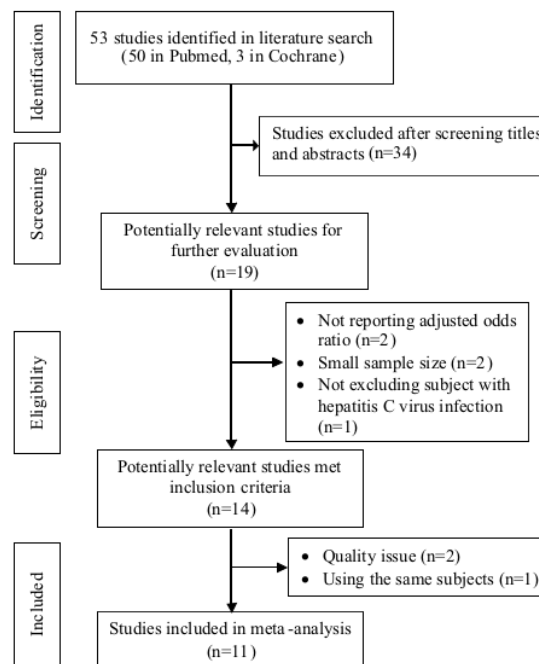 Identification
53 studies identified in literature search
(50 in Pubmed, 3 in Cochrane)
Studies excluded after screening titles
and abstracts (n=34)
Screening
Potentially relevant studies for
further evaluation
(n=19)
Eligibility
• Not reporting adjusted odds
ratio (n=2)
• Small sample size (n=2)
• Not excluding subject with
hepatitis C virus infection
(n=1)
Potentially relevant studies met
inclusion criteria
(n=14)
Included
• Quality issue (n=2)
• Using the same subjects (n=1)
Studies included in meta-analysis
(n=11)